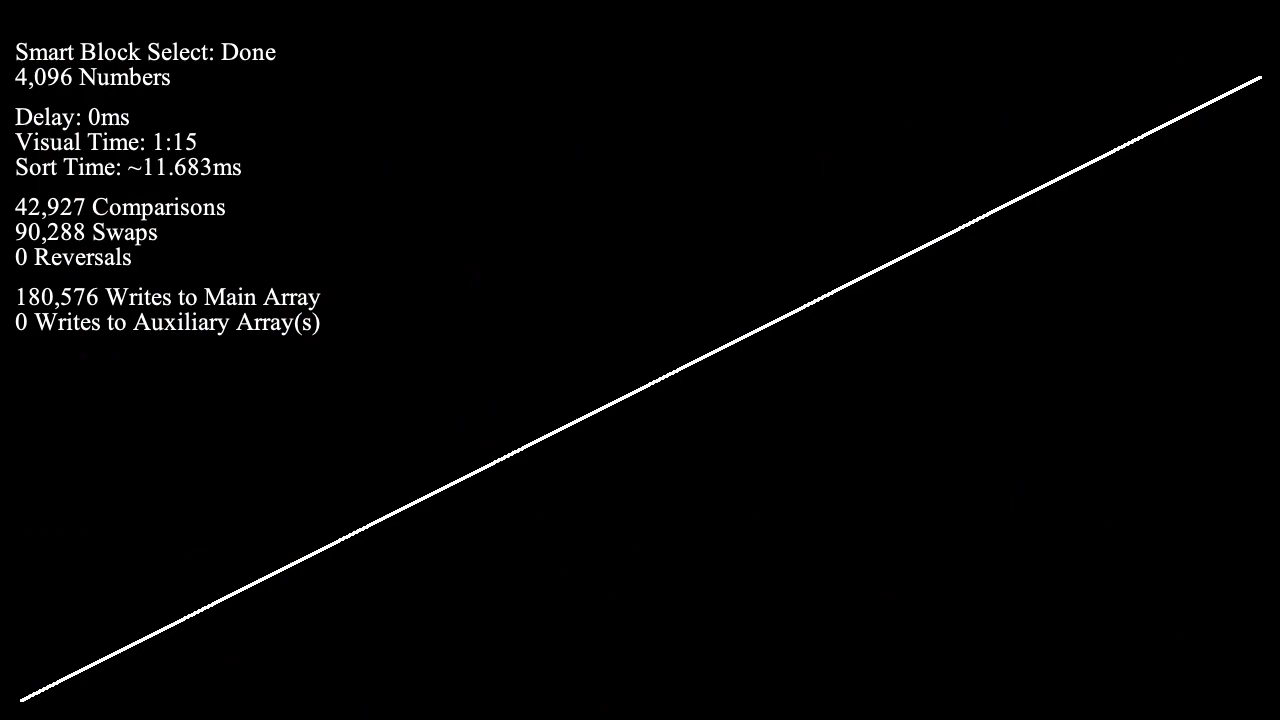 Smart Block Select: Done
4,096 Numbers
Delay: 0ms
Visual Time: 1:15
Sort Time: ~11.683ms
42,927 Comparisons
90,288 Swaps
0 Reversals
180,576 Writes to Main Array
0 Writes to Auxiliary Array(s)